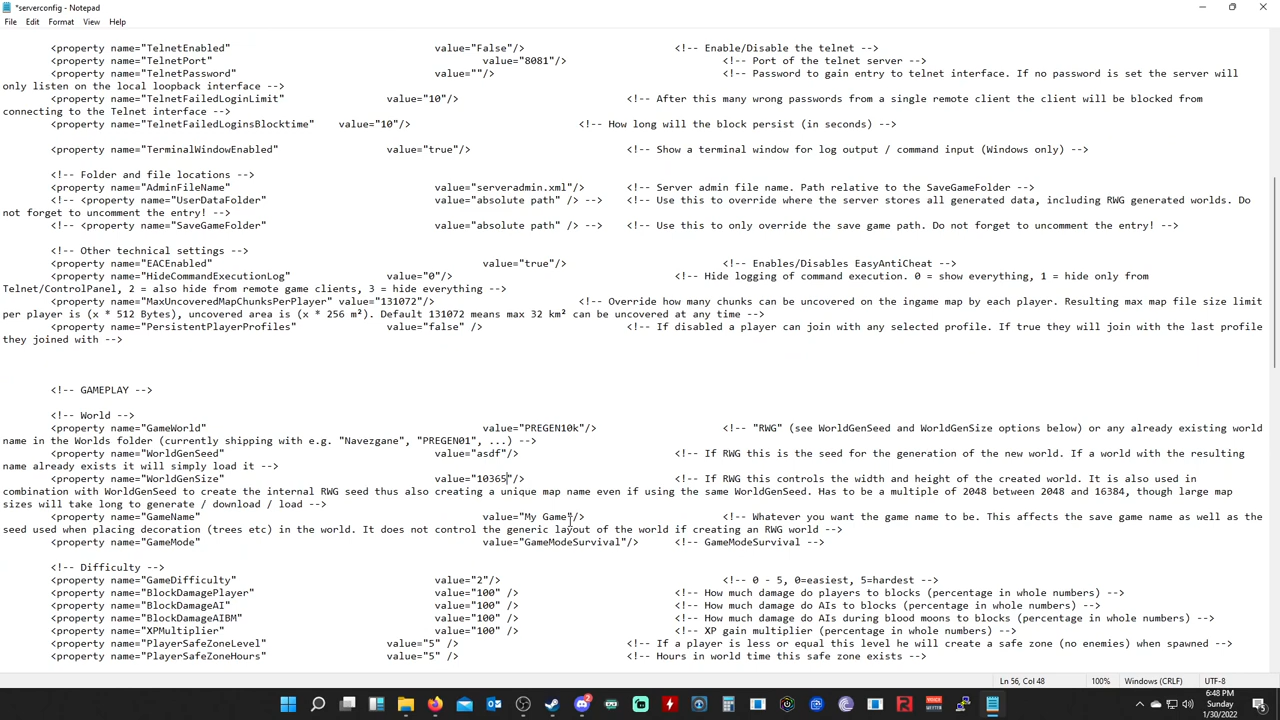 *serverconfig - Notepad
File Edit Format View Help
<property name="TelnetEnabled" value="False"/> <!-- Enable/Disable the telnet -->
<property name="TelnetPort" value="8081"/> <!-- Port of the telnet server -->
<property name="TelnetPassword" value=""/> <!-- Password to gain entry to telnet interface. If no password is set the server will
only listen on the local loopback interface -->
<property name="TelnetFailedLoginLimit" value="10"/> <!-- After this many wrong passwords from a single remote client the client will be blocked from
connecting to the Telnet interface -->
<property name="TelnetFailedLoginsBlocktime" value="10"/> <!-- How long will the block persist (in seconds) -->
<property name="TerminalWindowEnabled" value="true"/> <!-- Show a terminal window for log output / command input (Windows only) -->
<!-- Folder and file locations -->
<property name="AdminFileName" value="serveradmin.xml"/> <!-- Server admin file name. Path relative to the SaveGameFolder -->
<!-- <property name="UserDataFolder" value="absolute path" /> --> <!-- Use this to override where the server stores all generated data, including RWG generated worlds. Do
not forget to uncomment the entry! -->
<!-- <property name="SaveGameFolder" value="absolute path" /> --> <!-- Use this to only override the save game path. Do not forget to uncomment the entry! -->
<!-- Other technical settings -->
<property name="EACEnabled" value="true"/> <!-- Enables/Disables EasyAntiCheat -->
<property name="HideCommandExecutionLog" value="0"/> <!-- Hide logging of command execution. 0 = show everything, 1 = hide only from
Telnet/ControlPanel, 2 = also hide from remote game clients, 3 = hide everything -->
<property name="MaxUncoveredMapChunksPerPlayer" value="131072"/> <!-- Override how many chunks can be uncovered on the ingame map by each player. Resulting max map file size limit
per player is (x * 512 Bytes), uncovered area is (x * 256 m²). Default 131072 means max 32 km² can be uncovered at any time -->
<property name="PersistentPlayerProfiles" value="false" /> <!-- If disabled a player can join with any selected profile. If true they will join with the last profile
they joined with -->
<!-- GAMEPLAY -->
<!-- World -->
<property name="GameWorld" value="PREGEN10k"/> <!-- "RWG" (see WorldGenSeed and WorldGenSize options below) or any already existing world
name in the Worlds folder (currently shipping with e.g. "Navezgane", "PREGEN01", ...) -->
<property name="WorldGenSeed" value="asdf"/> <!-- If RWG this is the seed for the generation of the new world. If a world with the resulting
name already exists it will simply load it -->
<property name="WorldGenSize" value="10365"/> <!-- If RWG this controls the width and height of the created world. It is also used in
combination with WorldGenSeed to create the internal RWG seed thus also creating a unique map name even if using the same WorldGenSeed. Has to be a multiple of 2048 between 2048 and 16384, though large map
sizes will take long to generate / download / load -->
<property name="GameName" value="My Game"/> <!-- Whatever you want the game name to be. This affects the save game name as well as the
seed used when placing decoration (trees etc) in the world. It does not control the generic layout of the world if creating an RWG world -->
<property name="GameMode" value="GameModeSurvival"/> <!-- GameModeSurvival -->
<!-- Difficulty -->
<property name="GameDifficulty" value="2"/> <!-- 0 - 5, 0=easiest, 5=hardest -->
<property name="BlockDamagePlayer" value="100" /> <!-- How much damage do players to blocks (percentage in whole numbers) -->
<property name="BlockDamageAI" value="100" /> <!-- How much damage do AIs to blocks (percentage in whole numbers) -->
<property name="BlockDamageAIBM" value="100" /> <!-- How much damage do AIs during blood moons to blocks (percentage in whole numbers) -->
<property name="XPMultiplier" value="100" /> <!-- XP gain multiplier (percentage in whole numbers) -->
<property name="PlayerSafeZoneLevel" value="5" /> <!-- If a player is less or equal this level he will create a safe zone (no enemies) when spawned -->
<property name="PlayerSafeZoneHours" value="5" /> <!-- Hours in world time this safe zone exists -->
Ln 56, Col 48 100% Windows (CRLF) UTF-8
6:48 PM
Sunday
1/30/2022